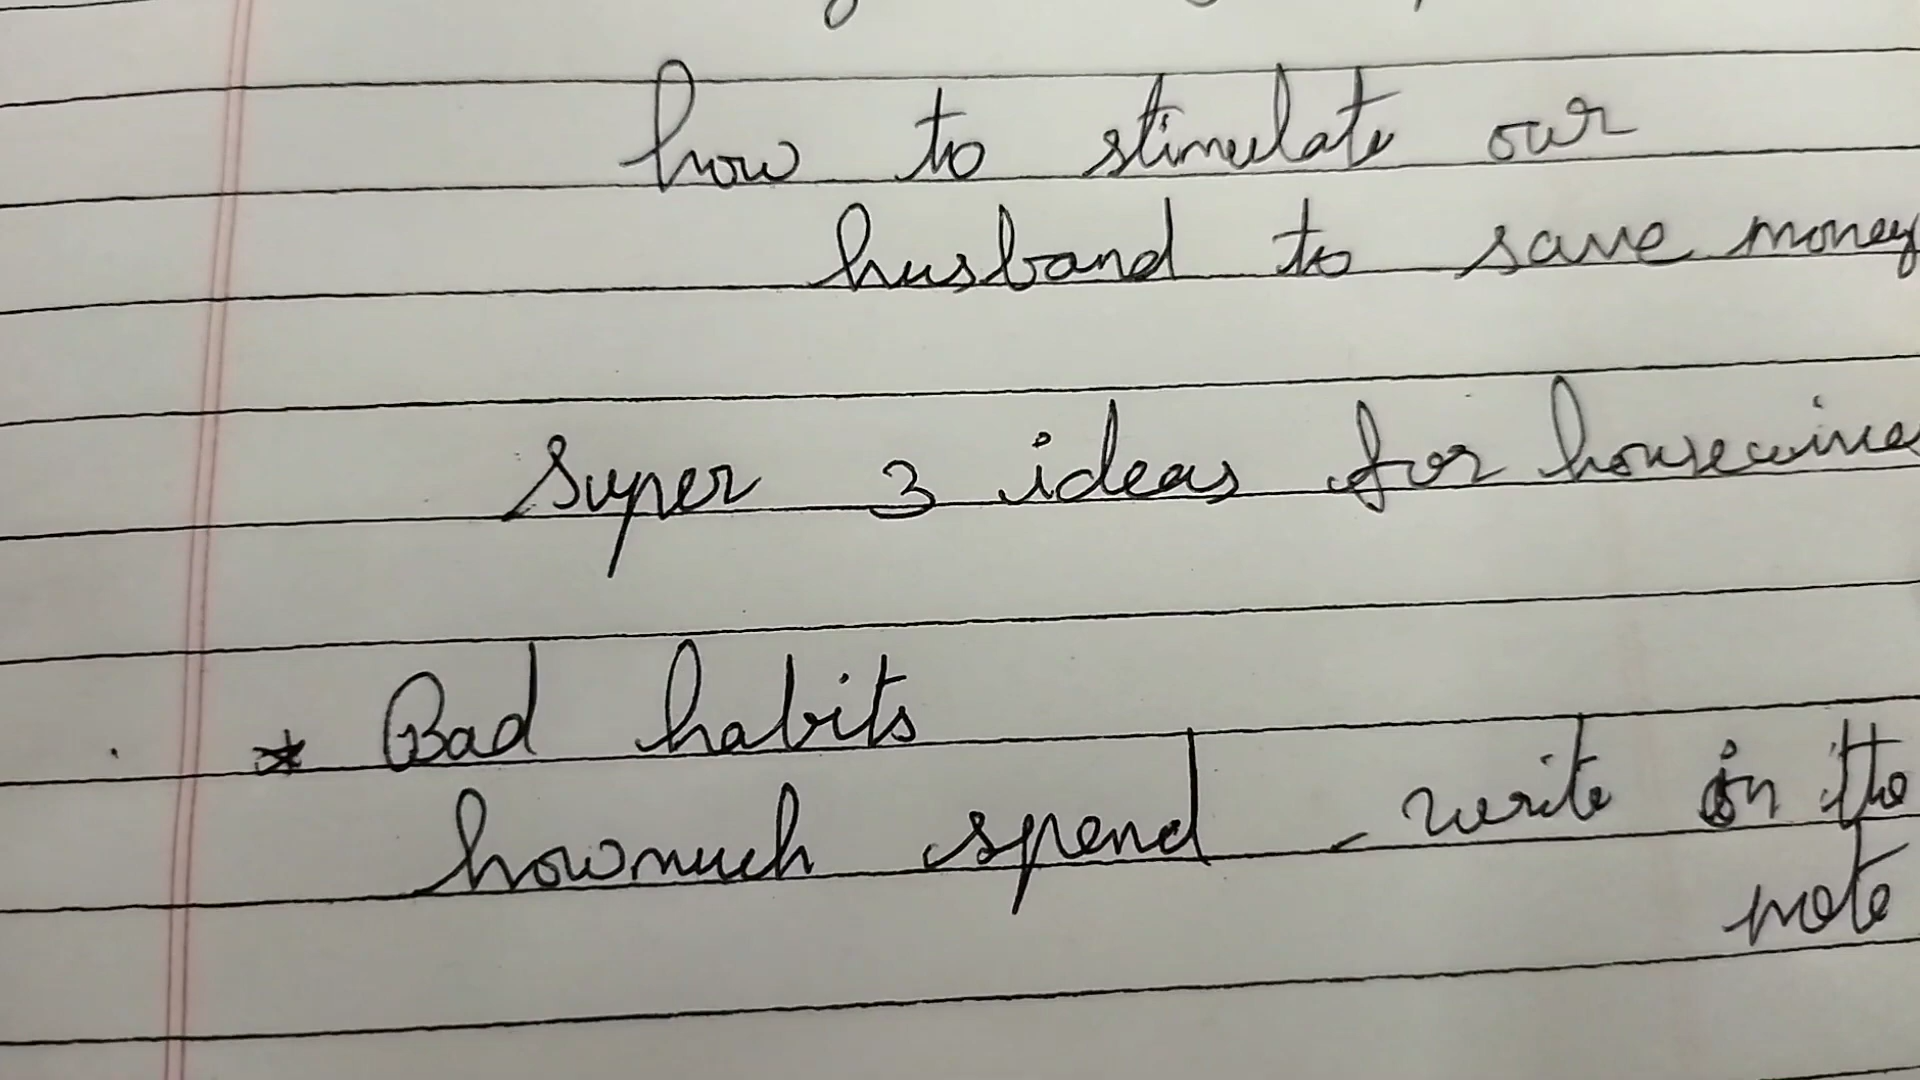 how to stimulate our
husband to save money
Super 3 ideas for housewives
* Bad habits
howmuch spend - write in the
note